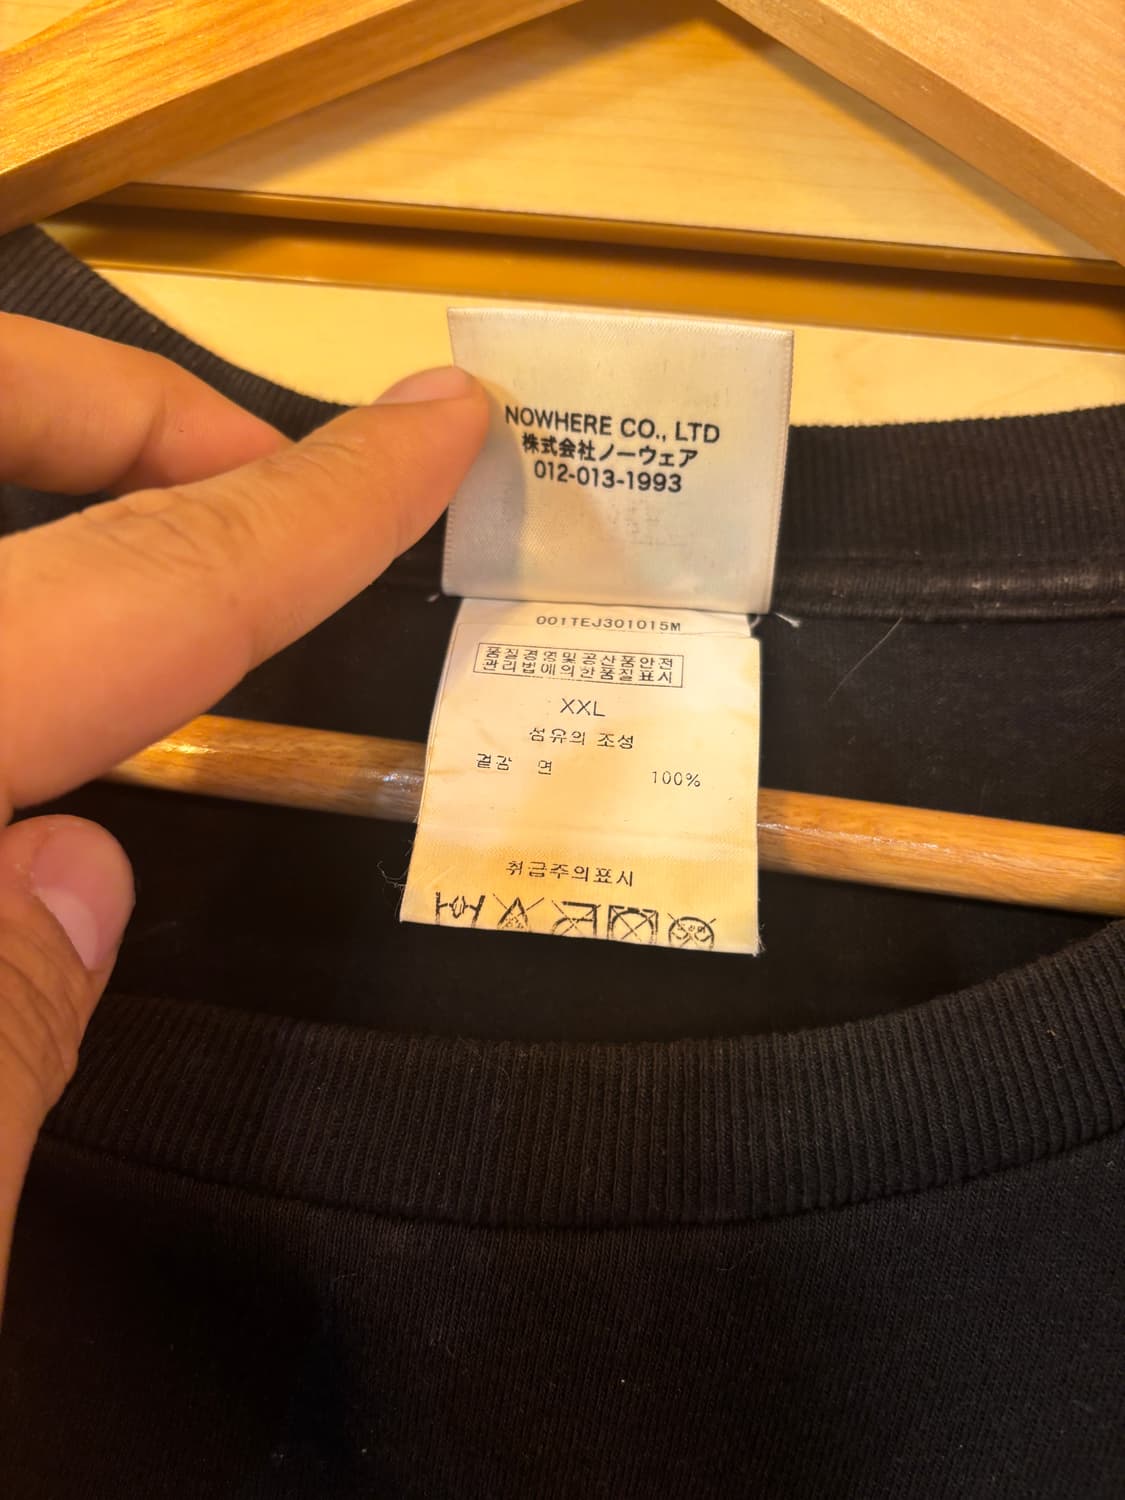 NOWHERE CO., LTD
株式会社ノーウェア
012-013-1993
001TEJ301015M
품질경영및공산품안전
관리법에의한품질표시
XXL
섬유의 조성
겉감 면 100%
취급주의표시